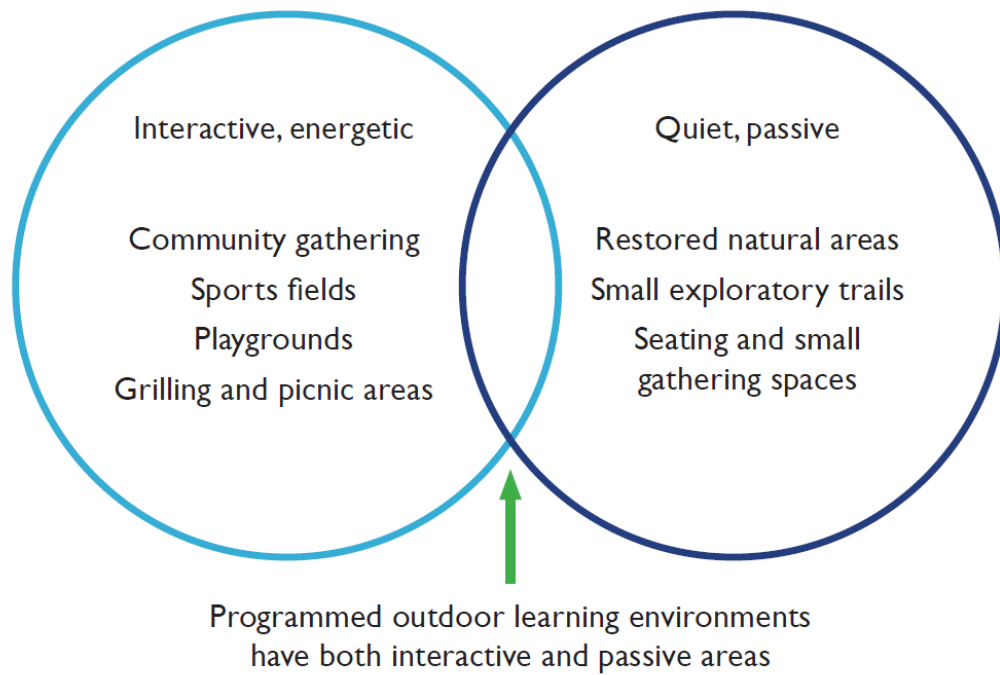 Interactive, energetic
Community gathering
Sports fields
Playgrounds
Grilling and picnic areas
Quiet, passive
Restored natural areas
Small exploratory trails
Seating and small
gathering spaces
Programmed outdoor learning environments
have both interactive and passive areas